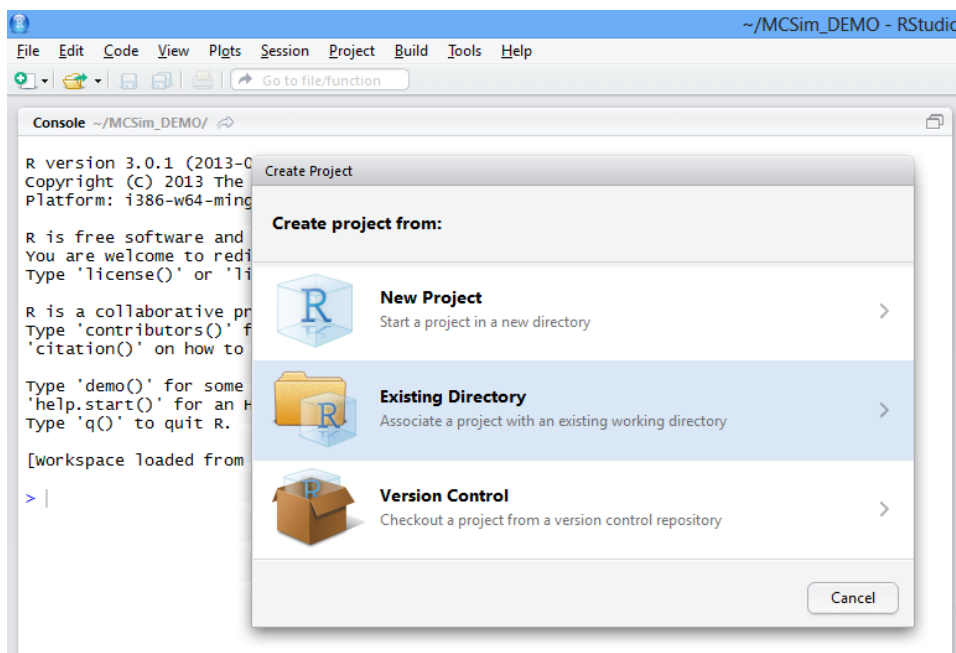 ~/MCSim_DEMO - RStudio
File Edit Code View Plots Session Project Build Tools Help
Go to file/function
Console ~/MCSim_DEMO/
R version 3.0.1 (2013-0
Copyright (C) 2013 The
Platform: i386-w64-ming
R is free software and
You are welcome to redi
Type 'license()' or 'li
R is a collaborative pr
Type 'contributors()' f
'citation()' on how to
Type 'demo()' for some
'help.start()' for an H
Type 'q()' to quit R.
[Workspace loaded from
>
Create Project
Create project from:
R
New Project
Start a project in a new directory
R
Existing Directory
Associate a project with an existing working directory
R
Version Control
Checkout a project from a version control repository
Cancel